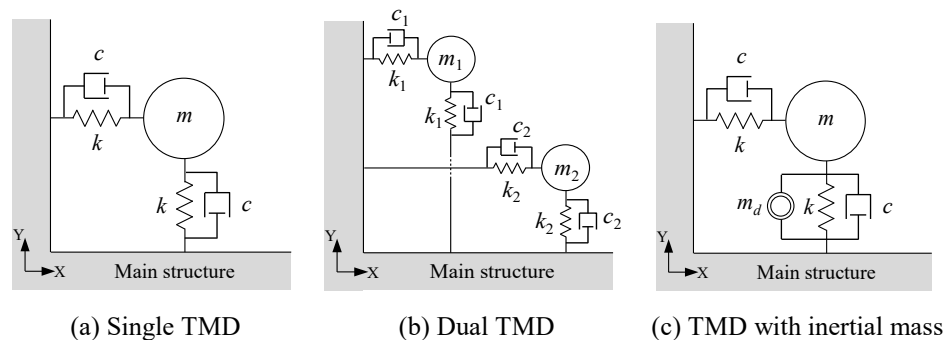 c
k
m
k
c
Y
X
Main structure
(a) Single TMD
c₁
k₁
m₁
k₁
c₁
c₂
k₂
m₂
k₂
c₂
Y
X
Main structure
(b) Dual TMD
c
k
m
m_d
k
c
Y
X
Main structure
(c) TMD with inertial mass